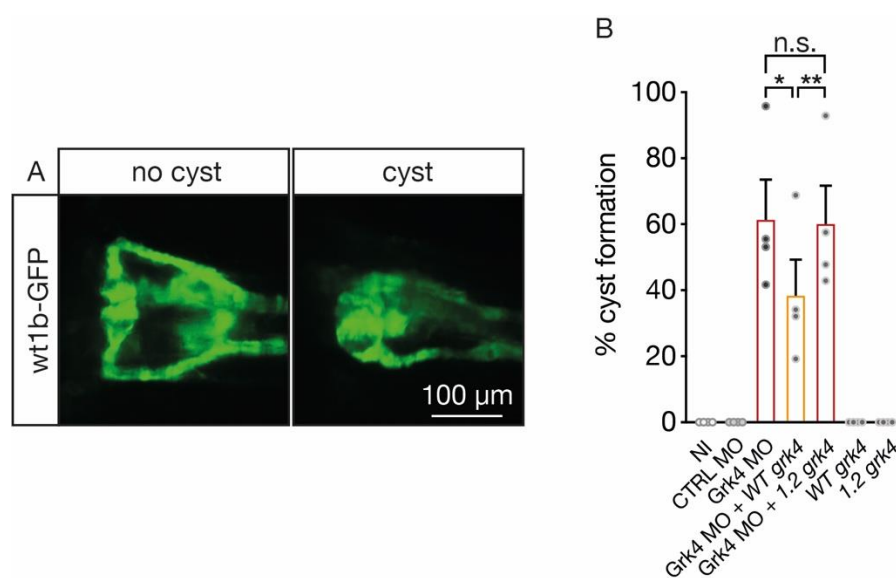 A
no cyst
cyst
wt1b-GFP
100 µm
B
n.s.
*
**
% cyst formation
100
80
60
40
20
0
NI
CTRL MO
Grk4 MO
Grk4 MO + WT grk4
Grk4 MO + 1.2 grk4
WT grk4
1.2 grk4